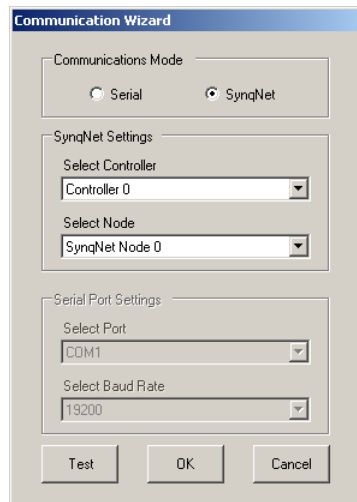 Communication Wizard
Communications Mode
Serial SynqNet
SynqNet Settings
Select Controller
Controller 0
Select Node
SynqNet Node 0
Serial Port Settings
Select Port
COM1
Select Baud Rate
19200
Test OK Cancel